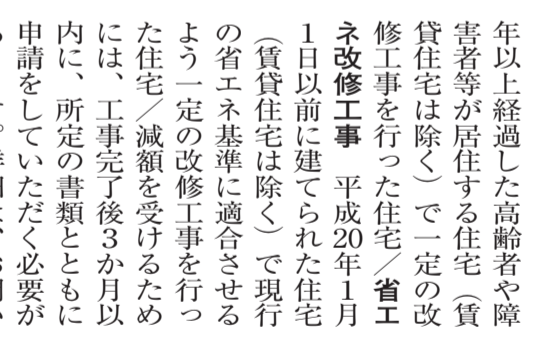 年以上経過した高齢者や障
害者等が居住する住宅（賃
貸住宅は除く）で一定の改
修工事を行った住宅／省エ
ネ改修工事　平成20年1月
1日以前に建てられた住宅
（賃貸住宅は除く）で現行
の省エネ基準に適合させる
よう一定の改修工事を行っ
た住宅／減額を受けるため
には、工事完了後3か月以
内に、所定の書類とともに
申請をしていただく必要が